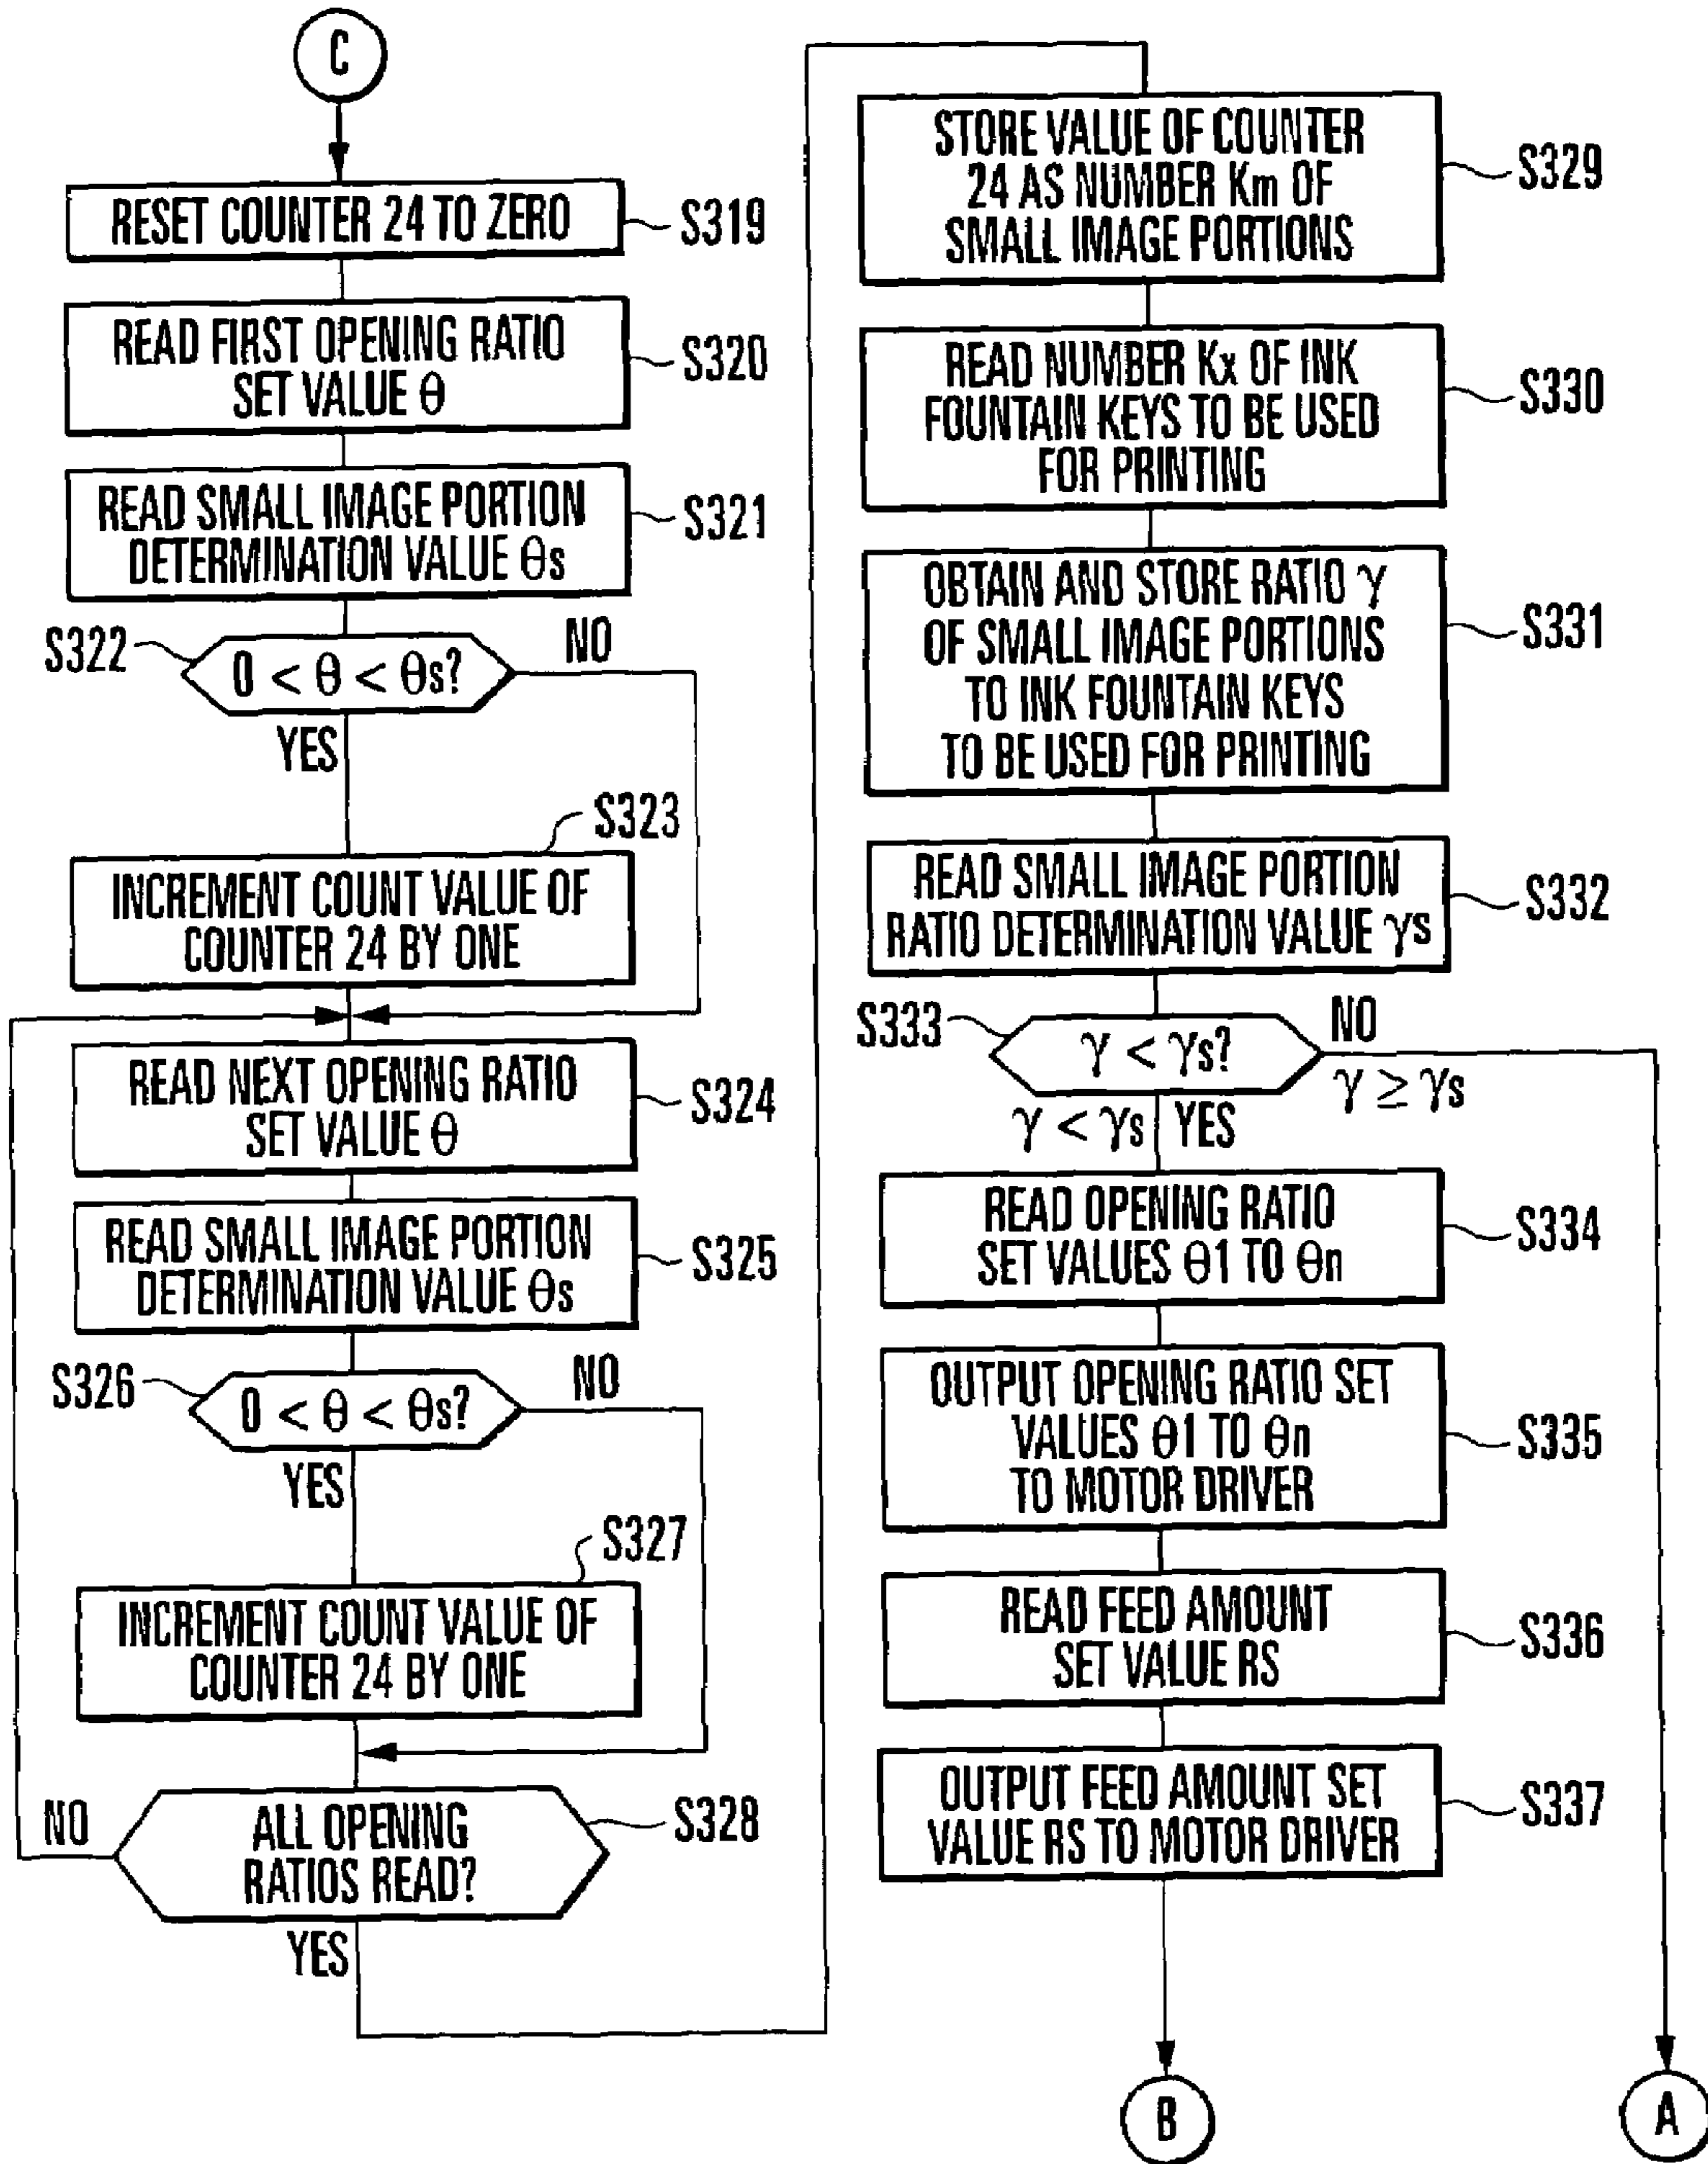 C
RESET COUNTER 24 TO ZERO
S319
READ FIRST OPENING RATIO
SET VALUE θ
S320
READ SMALL IMAGE PORTION
DETERMINATION VALUE θs
S321
S322
0 < θ < θs?
NO
YES
S323
INCREMENT COUNT VALUE OF
COUNTER 24 BY ONE
READ NEXT OPENING RATIO
SET VALUE θ
S324
READ SMALL IMAGE PORTION
DETERMINATION VALUE θs
S325
S326
0 < θ < θs?
NO
YES
S327
INCREMENT COUNT VALUE OF
COUNTER 24 BY ONE
NO
ALL OPENING
RATIOS READ?
S328
YES
STORE VALUE OF COUNTER
24 AS NUMBER Km OF
SMALL IMAGE PORTIONS
S329
READ NUMBER Kx OF INK
FOUNTAIN KEYS TO BE USED
FOR PRINTING
S330
OBTAIN AND STORE RATIO γ
OF SMALL IMAGE PORTIONS
TO INK FOUNTAIN KEYS
TO BE USED FOR PRINTING
S331
READ SMALL IMAGE PORTION
RATIO DETERMINATION VALUE γs
S332
S333
γ < γs?
NO
γ ≥ γs
γ < γs YES
READ OPENING RATIO
SET VALUES θ1 TO θn
S334
OUTPUT OPENING RATIO SET
VALUES θ1 TO θn
TO MOTOR DRIVER
S335
READ FEED AMOUNT
SET VALUE RS
S336
OUTPUT FEED AMOUNT SET
VALUE RS TO MOTOR DRIVER
S337
B
A